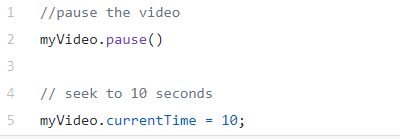 1 //pause the video
2 myVideo.pause()
3
4 // seek to 10 seconds
5 myVideo.currentTime = 10;